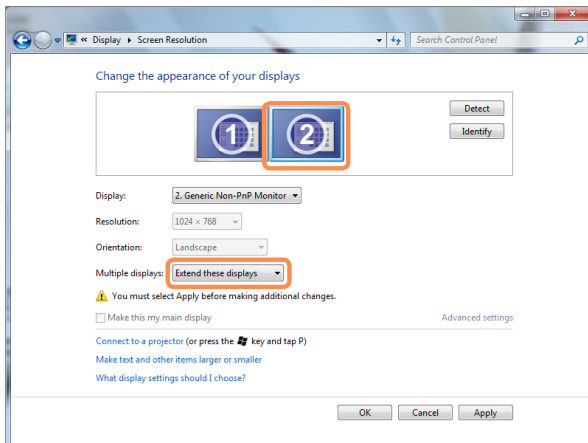 « Display ▸ Screen Resolution
Search Control Panel
Change the appearance of your displays
1 2
Detect
Identify
Display: 2. Generic Non-PnP Monitor
Resolution: 1024 × 768
Orientation: Landscape
Multiple displays: Extend these displays
You must select Apply before making additional changes.
Make this my main display Advanced settings
Connect to a projector (or press the key and tap P)
Make text and other items larger or smaller
What display settings should I choose?
OK Cancel Apply